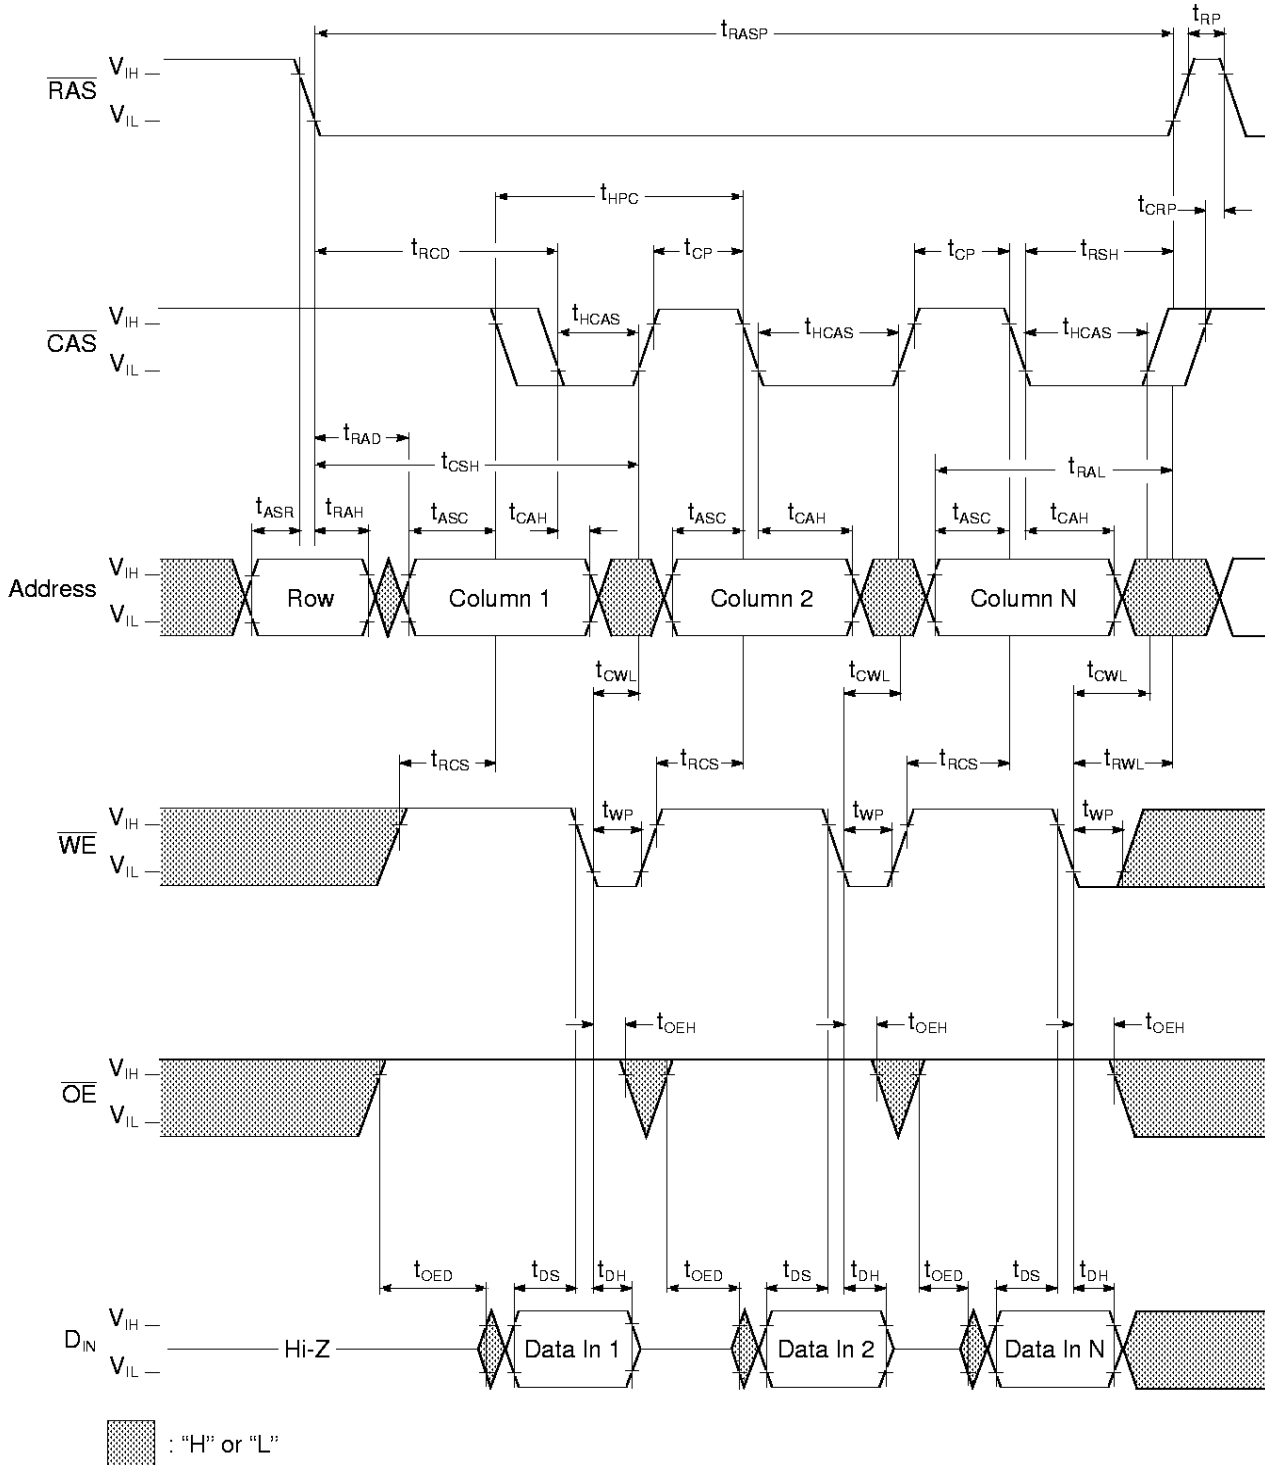 tRASP tRP
RAS VIH
VIL
tHPC tCRP
tRCD tCP tCP tRSH
CAS VIH tHCAS tHCAS tHCAS
VIL
tRAD
tCSH tRAL
tASR tRAH tASC tCAH tASC tCAH tASC tCAH
Address VIH
VIL
Row Column 1 Column 2 Column N
tCWL tCWL tCWL
tRCS tRCS tRCS tRWL
WE VIH tWP tWP tWP
VIL
tOEH tOEH tOEH
OE VIH
VIL
tOED tDS tDH tOED tDS tDH tOED tDS tDH
DIN VIH
VIL
Hi-Z Data In 1 Data In 2 Data In N
: “H” or “L”